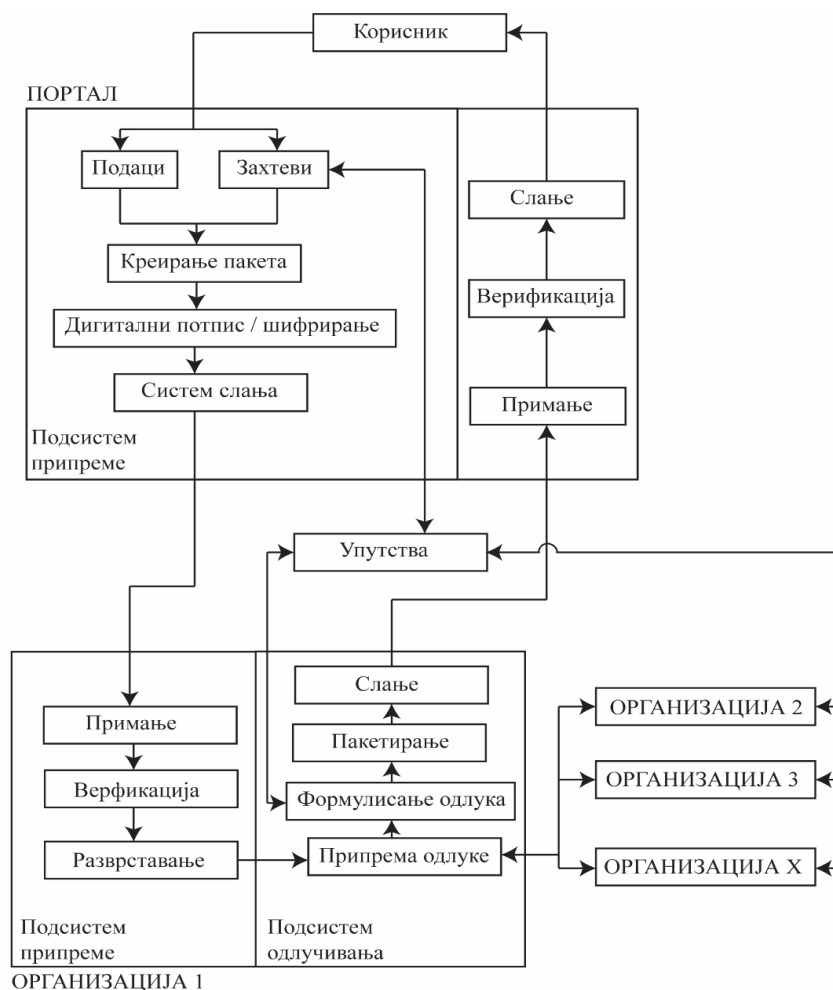 Корисник
ПОРТАЛ
Подаци
Захтеви
Креирање пакета
Дигитални потпис / шифрирање
Систем слања
Подсистем
припреме
Слање
Верификација
Примање
Упутства
Примање
Верфикација
Разврставање
Подсистем
припреме
Слање
Пакетирање
Формулисање одлука
Припрема одлуке
Подсистем
одлучивања
ОРГАНИЗАЦИЈА 1
ОРГАНИЗАЦИЈА 2
ОРГАНИЗАЦИЈА 3
ОРГАНИЗАЦИЈА X